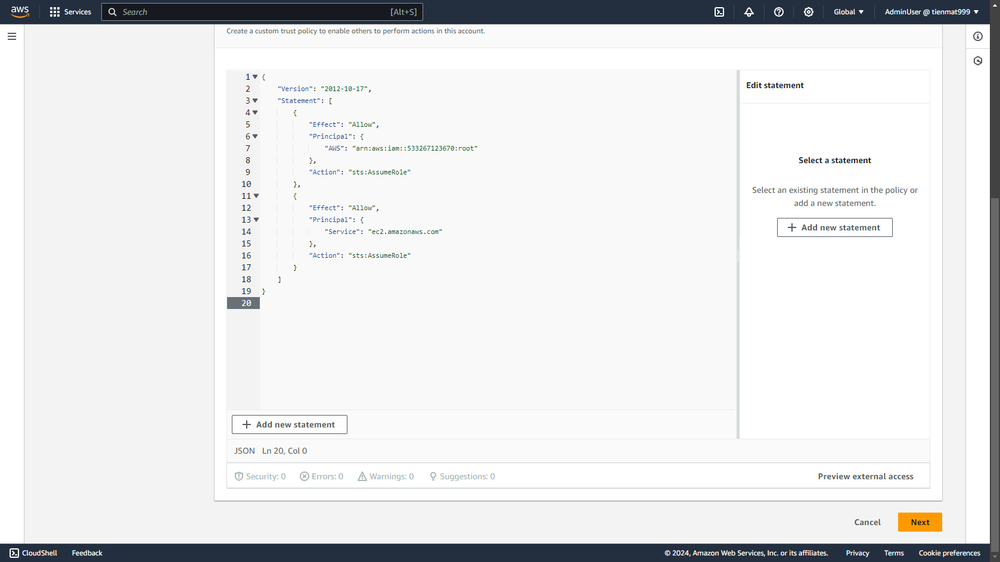 aws Services Search [Alt+S] Global AdminUser @ tienmat999
Create a custom trust policy to enable others to perform actions in this account.
1 {
2 "Version": "2012-10-17",
3 "Statement": [
4 {
5 "Effect": "Allow",
6 "Principal": {
7 "AWS": "arn:aws:iam::533267123670:root"
8 },
9 "Action": "sts:AssumeRole"
10 },
11 {
12 "Effect": "Allow",
13 "Principal": {
14 "Service": "ec2.amazonaws.com"
15 },
16 "Action": "sts:AssumeRole"
17 }
18 ]
19 }
20
+ Add new statement
Edit statement
Select a statement
Select an existing statement in the policy or
add a new statement.
+ Add new statement
JSON Ln 20, Col 0
Security: 0 Errors: 0 Warnings: 0 Suggestions: 0 Preview external access
Cancel Next
CloudShell Feedback © 2024, Amazon Web Services, Inc. or its affiliates. Privacy Terms Cookie preferences